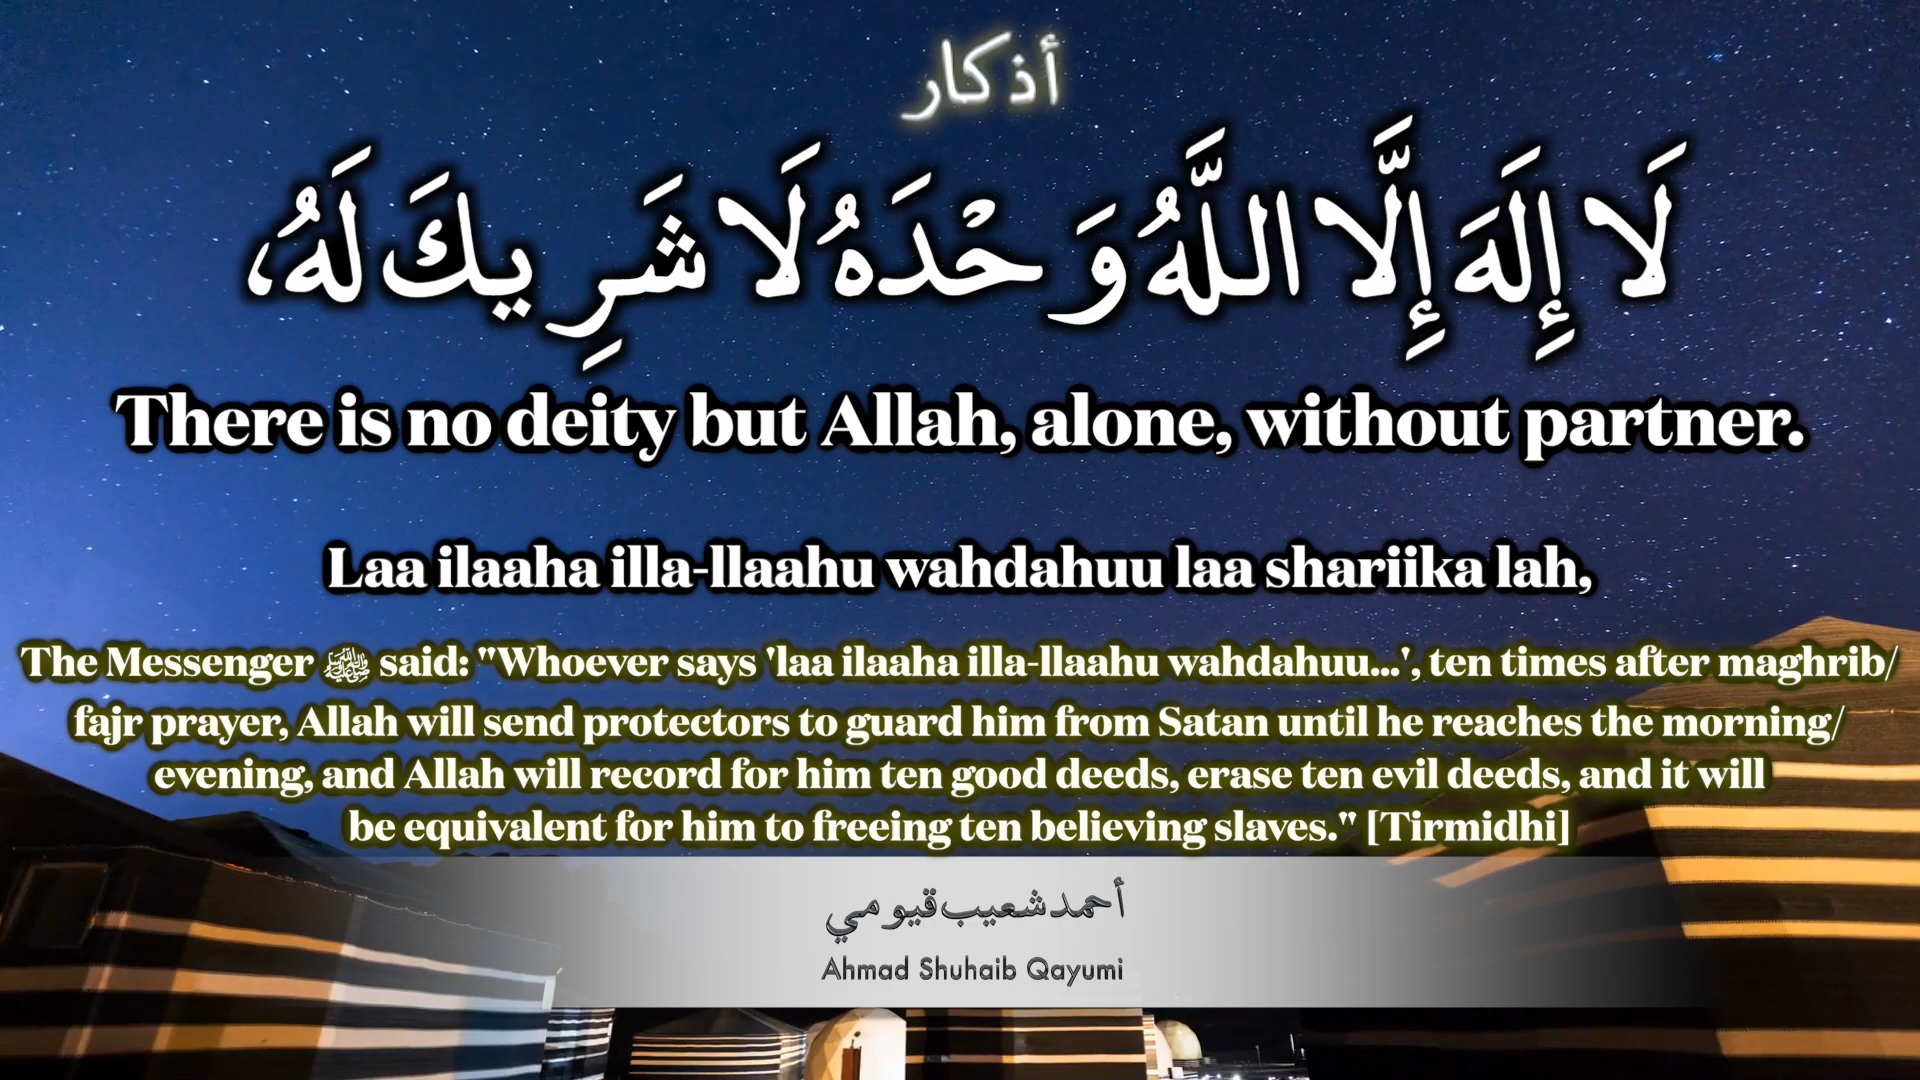 أذكار
لَا إِلَهَ إِلَّا اللَّهُ وَحْدَهُ لَا شَرِيكَ لَهُ،
There is no deity but Allah, alone, without partner.
Laa ilaaha illa-llaahu wahdahuu laa shariika lah,
The Messenger ﷺ said: "Whoever says 'laa ilaaha illa-llaahu wahdahuu...', ten times after maghrib/
fajr prayer, Allah will send protectors to guard him from Satan until he reaches the morning/
evening, and Allah will record for him ten good deeds, erase ten evil deeds, and it will
be equivalent for him to freeing ten believing slaves." [Tirmidhi]
أحمد شعيب قيومي
Ahmad Shuhaib Qayumi